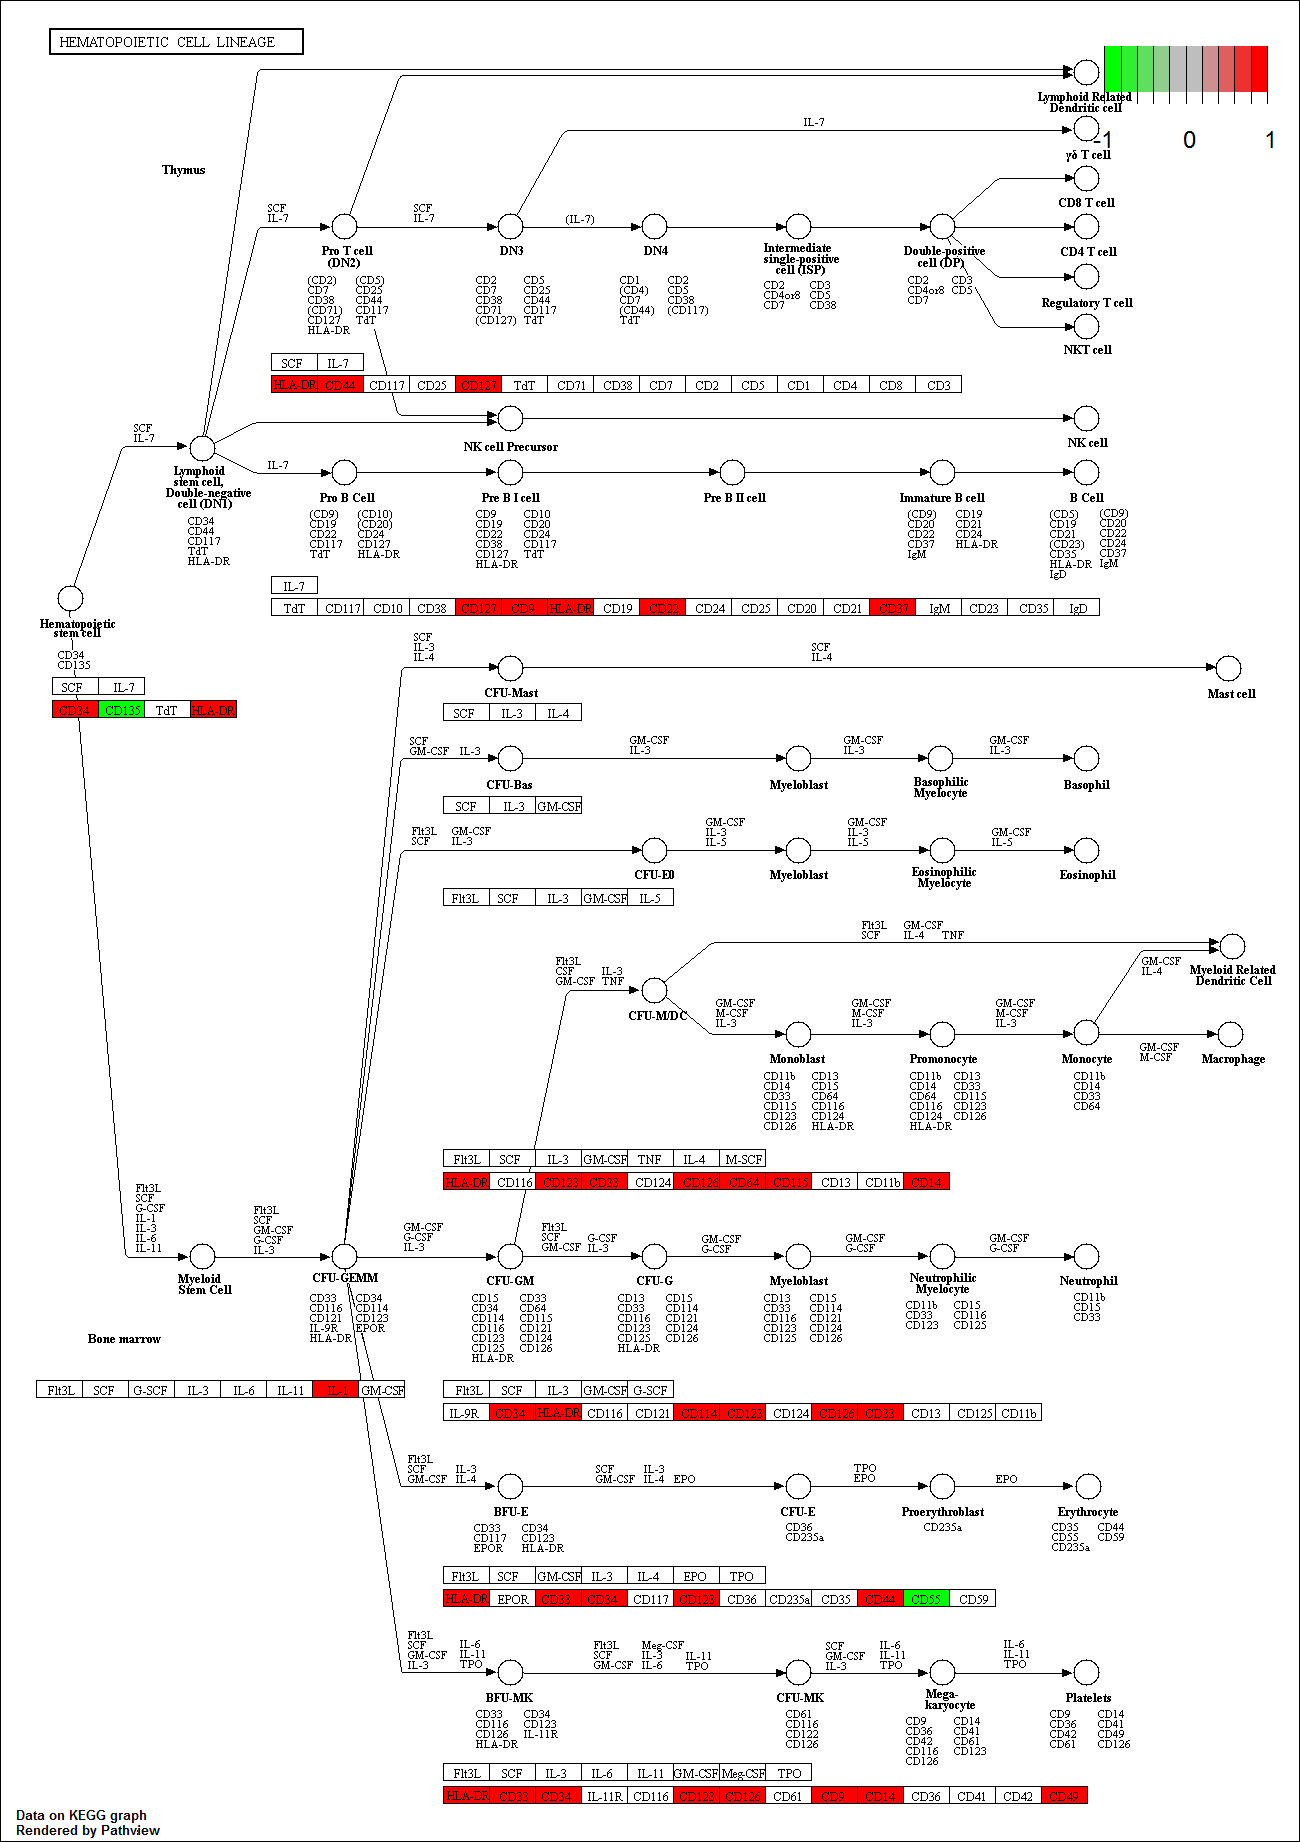 HEMATOPOIETIC CELL LINEAGE
-1 0 1
Lymphoid Related
Dendritic cell
IL-7
γδ T cell
Thymus
CD8 T cell
SCF
IL-7
SCF
IL-7
(IL-7)
Pro T cell
(DN2)
DN3
DN4
Intermediate
single-positive
cell (ISP)
Double-positive
cell (DP)
CD4 T cell
Regulatory T cell
NKT cell
(CD2) (CD5)
CD7 CD25
CD38 CD44
(CD71) CD117
CD127 TdT
HLA-DR
CD2 CD5
CD7 CD25
CD38 CD44
CD71 CD117
(CD127) TdT
CD1 CD2
(CD4) CD5
CD7 CD38
(CD44) (CD117)
TdT
CD2 CD3
CD4or8 CD5
CD7 CD38
CD2 CD3
CD4or8 CD5
CD7
SCF IL-7
HLA-DR CD44 CD117 CD25 CD127 TdT CD71 CD38 CD7 CD2 CD5 CD1 CD4 CD8 CD3
SCF
IL-7
NK cell Precursor
NK cell
Lymphoid
stem cell,
Double-negative
cell (DN1)
IL-7
Pro B Cell
Pre B I cell
Pre B II cell
Immature B cell
B Cell
CD34
CD44
CD117
TdT
HLA-DR
(CD9) (CD10)
CD19 (CD20)
CD22 CD24
CD117 CD127
TdT HLA-DR
CD9 CD10
CD19 CD20
CD22 CD24
CD38 CD117
CD127 TdT
HLA-DR
(CD9) CD19
CD20 CD21
CD22 CD24
CD37 HLA-DR
IgM
(CD5) (CD9)
CD19 CD20
CD21 CD22
(CD23) CD24
CD35 CD37
HLA-DR IgM
IgD
IL-7
TdT CD117 CD10 CD38 CD127 CD9 HLA-DR CD19 CD22 CD24 CD25 CD20 CD21 CD37 IgM CD23 CD35 IgD
Hematopoietic
stem cell
CD34
CD135
SCF IL-7
CD34 CD135 TdT HLA-DR
SCF
IL-3
IL-4
SCF
IL-4
CFU-Mast
Mast cell
SCF IL-3 IL-4
SCF
GM-CSF IL-3
GM-CSF
IL-3
GM-CSF
IL-3
GM-CSF
IL-3
CFU-Bas
Myeloblast
Basophilic
Myelocyte
Basophil
SCF IL-3 GM-CSF
Flt3L GM-CSF
SCF IL-3
GM-CSF
IL-3
IL-5
GM-CSF
IL-3
IL-5
GM-CSF
IL-5
CFU-E0
Myeloblast
Eosinophilic
Myelocyte
Eosinophil
Flt3L SCF IL-3 GM-CSF IL-5
Flt3L GM-CSF
SCF IL-4 TNF
Flt3L
CSF IL-3
GM-CSF TNF
CFU-M/DC
GM-CSF
IL-4
Myeloid Related
Dendritic Cell
GM-CSF
M-CSF
IL-3
GM-CSF
M-CSF
IL-3
GM-CSF
M-CSF
IL-3
GM-CSF
M-CSF
Monoblast
Promonocyte
Monocyte
Macrophage
CD11b CD13
CD14 CD15
CD33 CD64
CD115 CD116
CD123 CD124
CD126 HLA-DR
CD11b CD13
CD14 CD33
CD64 CD115
CD116 CD123
CD124 CD126
HLA-DR
CD11b
CD14
CD33
CD64
Flt3L SCF IL-3 GM-CSF TNF IL-4 M-SCF
HLA-DR CD116 CD123 CD33 CD124 CD126 CD64 CD115 CD13 CD11b CD14
Flt3L
SCF
G-CSF
IL-1
IL-3
IL-6
IL-11
Flt3L
SCF
GM-CSF
G-CSF
IL-3
GM-CSF
G-CSF
IL-3
Flt3L
SCF G-CSF
GM-CSF IL-3
GM-CSF
G-CSF
GM-CSF
G-CSF
GM-CSF
G-CSF
Myeloid
Stem Cell
CFU-GEMM
CFU-GM
CFU-G
Myeloblast
Neutrophilic
Myelocyte
Neutrophil
CD33 CD34
CD116 CD114
CD121 CD123
IL-9R EPOR
HLA-DR
CD15 CD33
CD34 CD64
CD114 CD115
CD116 CD121
CD123 CD124
CD125 CD126
HLA-DR
CD13 CD15
CD33 CD114
CD116 CD121
CD123 CD124
CD125 CD126
HLA-DR
CD13 CD15
CD33 CD114
CD116 CD121
CD123 CD124
CD125 CD126
CD11b CD15
CD33 CD116
CD123 CD125
CD11b
CD15
CD33
Bone marrow
Flt3L SCF G-SCF IL-3 IL-6 IL-11 IL-1 GM-CSF
Flt3L SCF IL-3 GM-CSF G-SCF
IL-9R CD34 HLA-DR CD116 CD121 CD114 CD123 CD124 CD126 CD33 CD13 CD125 CD11b
Flt3L
SCF IL-3
GM-CSF IL-4
SCF IL-3
GM-CSF IL-4 EPO
TPO
EPO
EPO
BFU-E
CFU-E
Proerythroblast
Erythrocyte
CD33 CD34
CD117 CD123
EPOR HLA-DR
CD36
CD235a
CD235a
CD35 CD44
CD55 CD59
CD235a
Flt3L SCF GM-CSF IL-3 IL-4 EPO TPO
HLA-DR EPOR CD33 CD34 CD117 CD123 CD36 CD235a CD35 CD44 CD55 CD59
Flt3L
SCF IL-6
GM-CSF IL-11
IL-3 TPO
Flt3L Meg-CSF
SCF IL-3 IL-11
GM-CSF IL-6 TPO
SCF IL-6
GM-CSF IL-11
IL-3 TPO
IL-6
IL-11
TPO
BFU-MK
CFU-MK
Mega-
karyocyte
Platelets
CD33 CD34
CD116 CD123
CD126 IL-11R
HLA-DR
CD61
CD116
CD122
CD126
CD9 CD14
CD36 CD41
CD42 CD61
CD116 CD123
CD126
CD9 CD14
CD36 CD41
CD42 CD49
CD61 CD126
Flt3L SCF IL-3 IL-6 IL-11 GM-CSF Meg-CSF TPO
HLA-DR CD33 CD34 IL-11R CD116 CD123 CD126 CD61 CD9 CD14 CD36 CD41 CD42 CD49
Data on KEGG graph
Rendered by Pathview